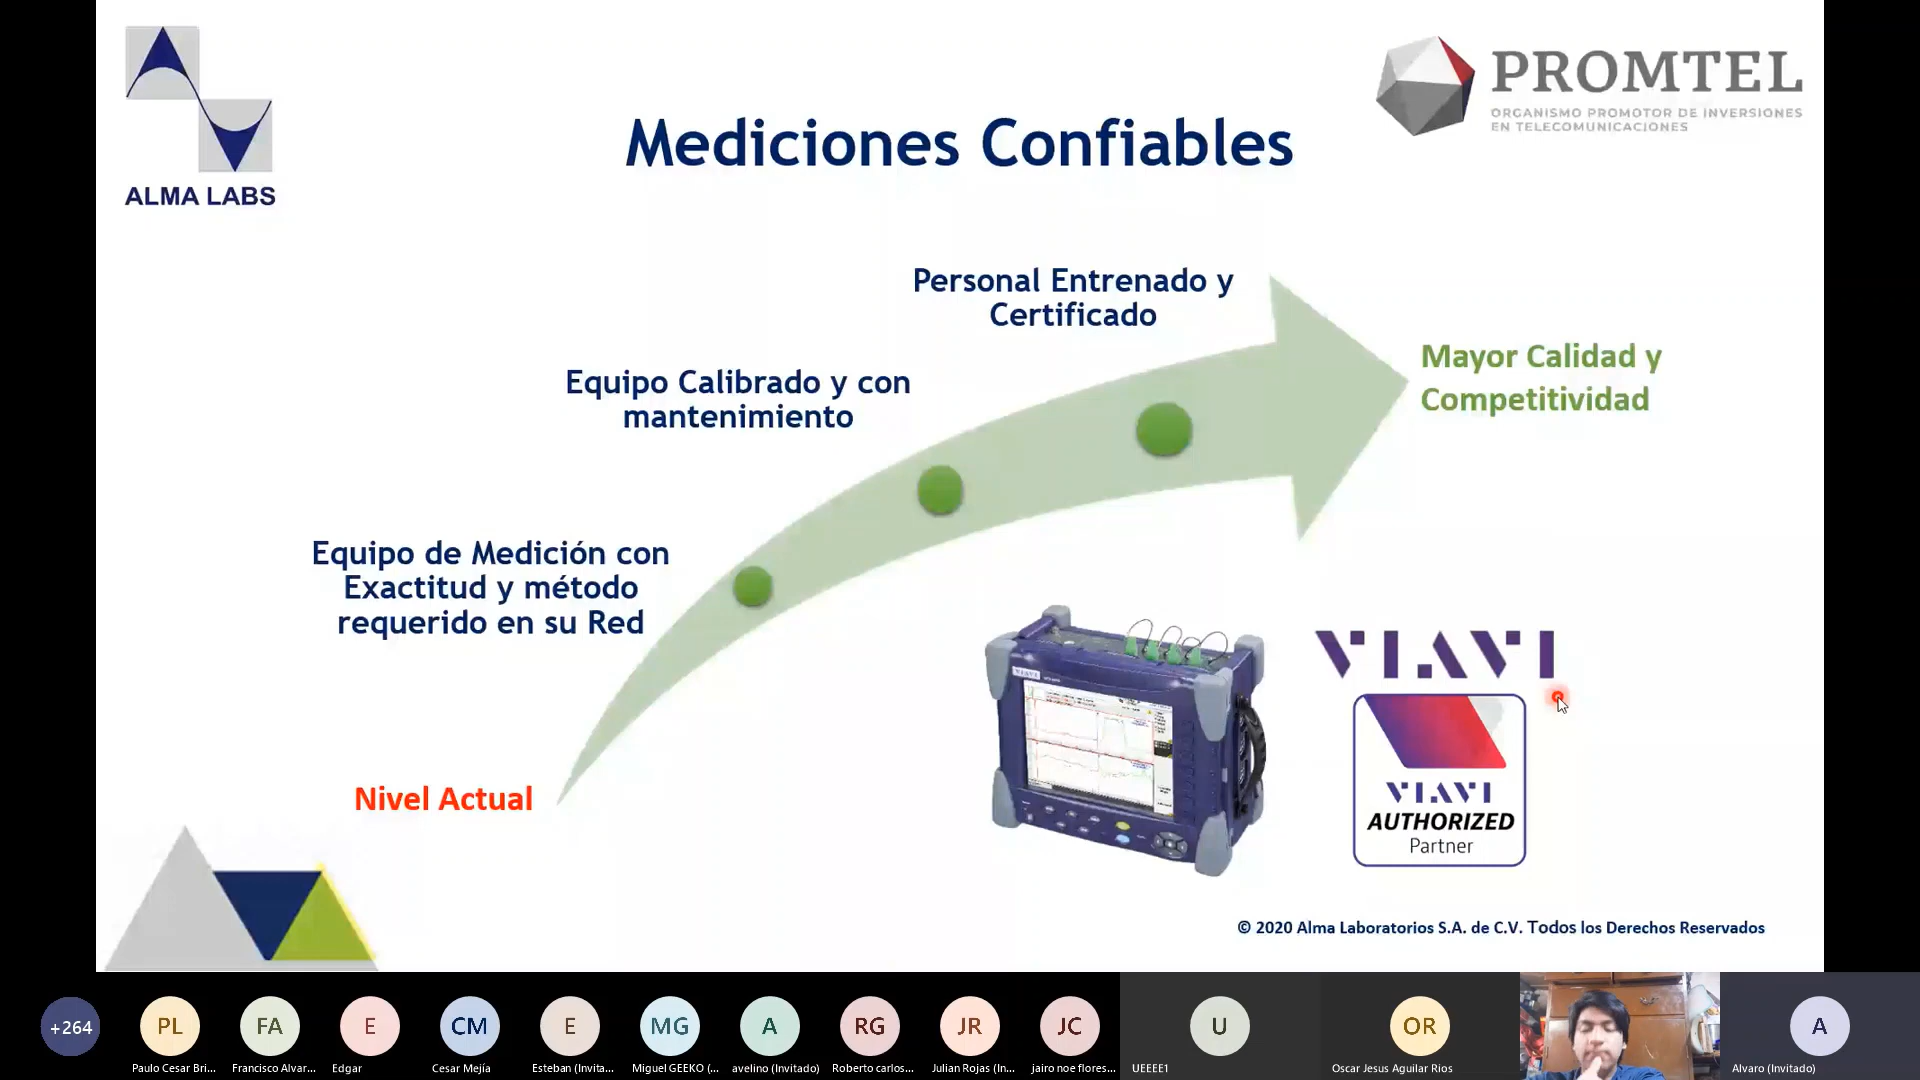 ALMA LABS
PROMTEL
ORGANISMO PROMOTOR DE INVERSIONES
EN TELECOMUNICACIONES
Mediciones Confiables
Personal Entrenado y
Certificado
Mayor Calidad y
Competitividad
Equipo Calibrado y con
mantenimiento
Equipo de Medición con
Exactitud y método
requerido en su Red
Nivel Actual
VIAVI
VIAVI
VIAVI
AUTHORIZED
Partner
© 2020 Alma Laboratorios S.A. de C.V. Todos los Derechos Reservados
+264
PL
FA
E
CM
E
MG
A
RG
JR
JC
U
OR
A
Paulo Cesar Bri...
Francisco Alvar...
Edgar
Cesar Mejía
Esteban (Invita...
Miguel GEEKO (...
avelino (Invitado)
Roberto carlos...
Julian Rojas (In...
jairo noe flores...
UEEEE1
Oscar Jesus Aguilar Rios
Alvaro (Invitado)